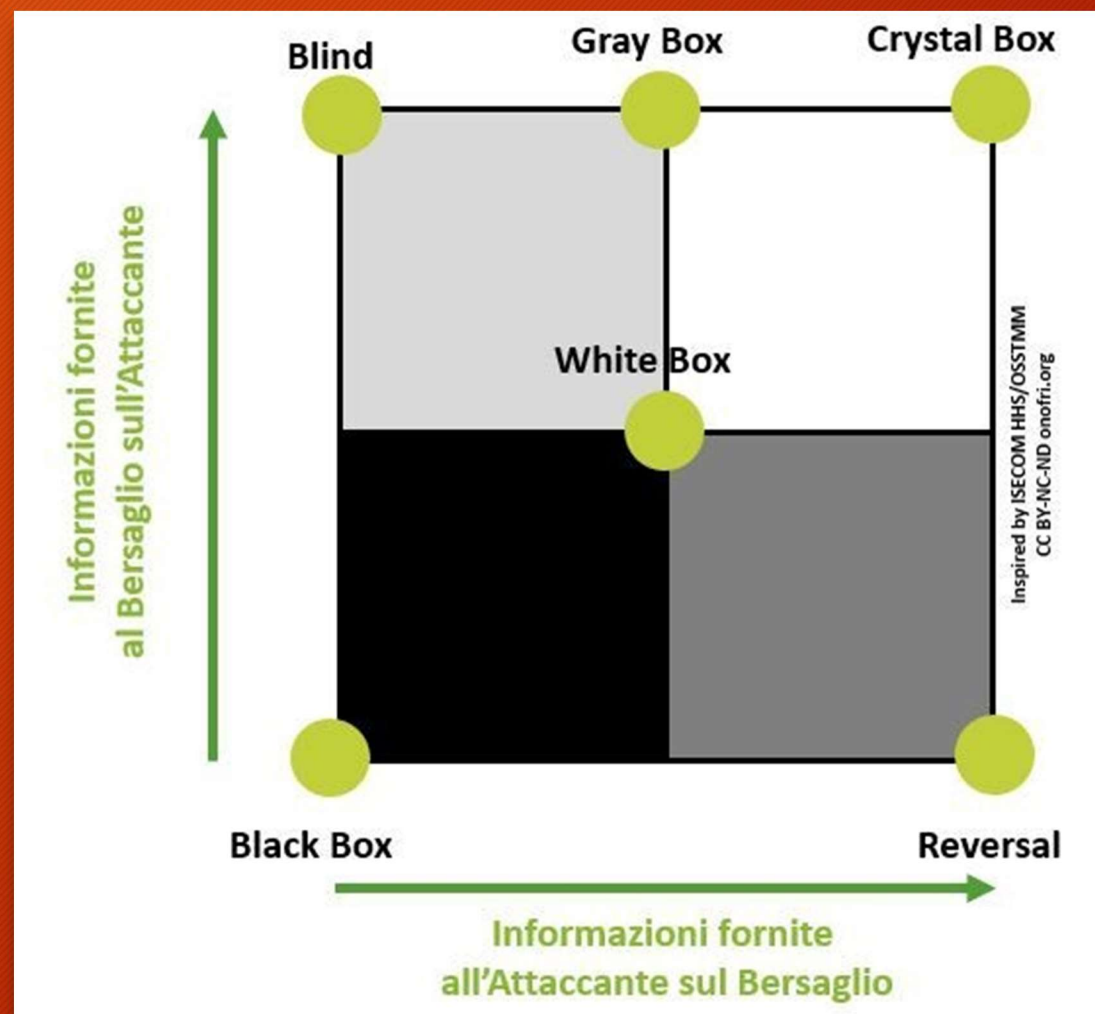 Blind
Gray Box
Crystal Box
Informazioni fornite
al Bersaglio sull'Attaccante
White Box
Inspired by ISECOM HHS/OSSTMM
CC BY-NC-ND onofri.org
Black Box
Reversal
Informazioni fornite
all'Attaccante sul Bersaglio